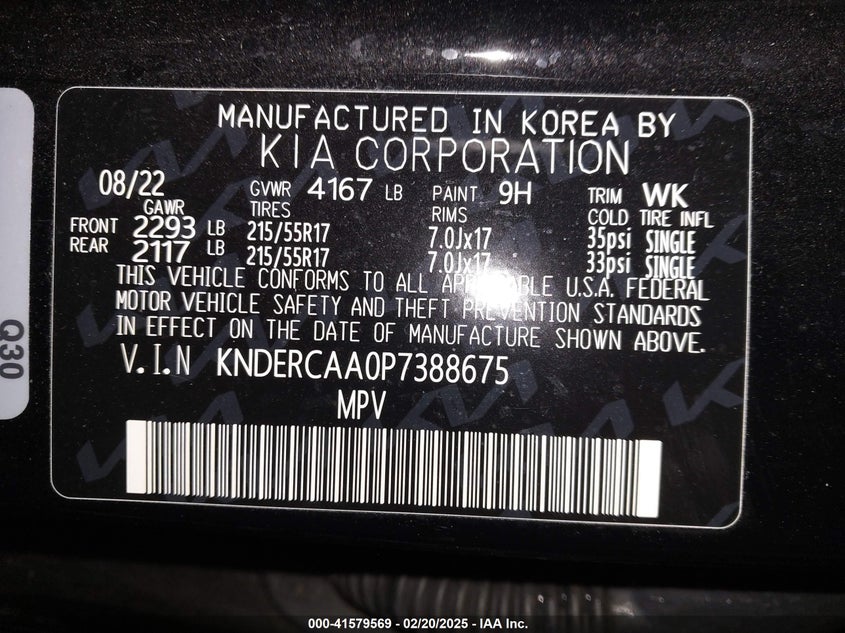 MANUFACTURED IN KOREA BY
KIA CORPORATION
08/22 GVWR 4167 LB PAINT 9H TRIM WK
GAWR TIRES RIMS COLD TIRE INFL
FRONT 2293 LB 215/55R17 7.0Jx17 35psi SINGLE
REAR 2117 LB 215/55R17 7.0Jx17 33psi SINGLE
THIS VEHICLE CONFORMS TO ALL APPLICABLE U.S.A. FEDERAL
MOTOR VEHICLE SAFETY AND THEFT PREVENTION STANDARDS
IN EFFECT ON THE DATE OF MANUFACTURE SHOWN ABOVE.
V.I.N KNDERCAA0P7388675
MPV
Q30
000-41579569 — 02/20/2025 — IAA Inc.